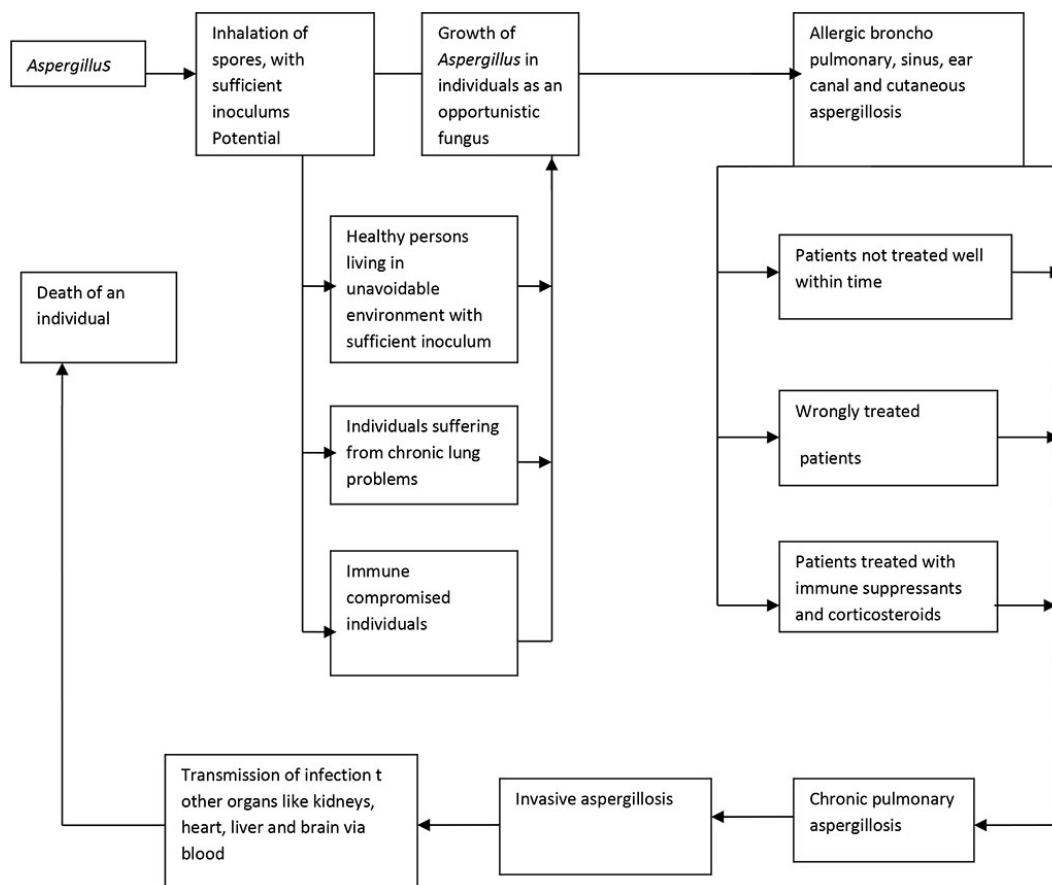 Aspergillus
Inhalation of
spores, with
sufficient
inoculums
Potential
Growth of
Aspergillus in
individuals as an
opportunistic
fungus
Allergic broncho
pulmonary, sinus, ear
canal and cutaneous
aspergillosis
Healthy persons
living in
unavoidable
environment with
sufficient inoculum
Individuals suffering
from chronic lung
problems
Immune
compromised
individuals
Patients not treated well
within time
Wrongly treated
patients
Patients treated with
immune suppressants
and corticosteroids
Chronic pulmonary
aspergillosis
Invasive aspergillosis
Transmission of infection t
other organs like kidneys,
heart, liver and brain via
blood
Death of an
individual